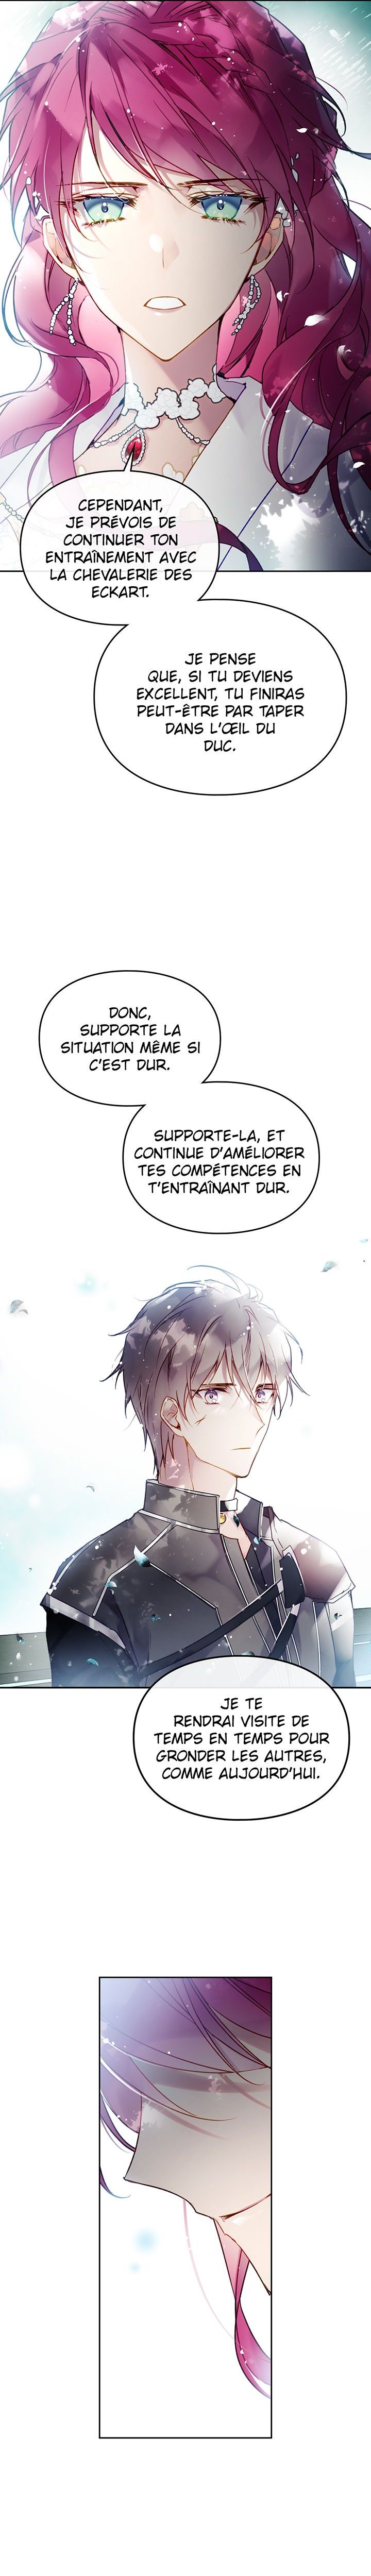 CEPENDANT,
JE PRÉVOIS DE
CONTINUER TON
ENTRAÎNEMENT AVEC
LA CHEVALERIE DES
ECKART.
JE PENSE
QUE, SI TU DEVIENS
EXCELLENT, TU FINIRAS
PEUT-ÊTRE PAR TAPER
DANS L'ŒIL DU
DUC.
DONC,
SUPPORTE LA
SITUATION MÊME SI
C'EST DUR.
SUPPORTE-LA, ET
CONTINUE D'AMÉLIORER
TES COMPÉTENCES EN
T'ENTRAÎNANT DUR.
JE TE
RENDRAI VISITE DE
TEMPS EN TEMPS POUR
GRONDER LES AUTRES,
COMME AUJOURD'HUI.